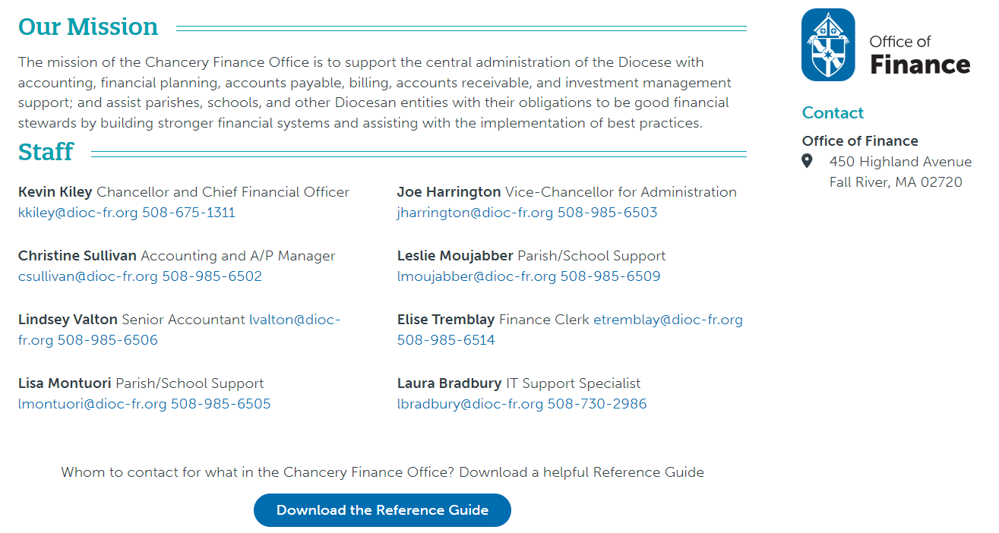 Our Mission
The mission of the Chancery Finance Office is to support the central administration of the Diocese with
accounting, financial planning, accounts payable, billing, accounts receivable, and investment management
support; and assist parishes, schools, and other Diocesan entities with their obligations to be good financial
stewards by building stronger financial systems and assisting with the implementation of best practices.
Staff
Kevin Kiley Chancellor and Chief Financial Officer
kkiley@dioc-fr.org 508-675-1311
Joe Harrington Vice-Chancellor for Administration
jharrington@dioc-fr.org 508-985-6503
Christine Sullivan Accounting and A/P Manager
csullivan@dioc-fr.org 508-985-6502
Leslie Moujabber Parish/School Support
lmoujabber@dioc-fr.org 508-985-6509
Lindsey Valton Senior Accountant lvalton@dioc-
fr.org 508-985-6506
Elise Tremblay Finance Clerk etremblay@dioc-fr.org
508-985-6514
Lisa Montuori Parish/School Support
lmontuori@dioc-fr.org 508-985-6505
Laura Bradbury IT Support Specialist
lbradbury@dioc-fr.org 508-730-2986
Whom to contact for what in the Chancery Finance Office? Download a helpful Reference Guide
Download the Reference Guide
Office of
Finance
Contact
Office of Finance
450 Highland Avenue
Fall River, MA 02720